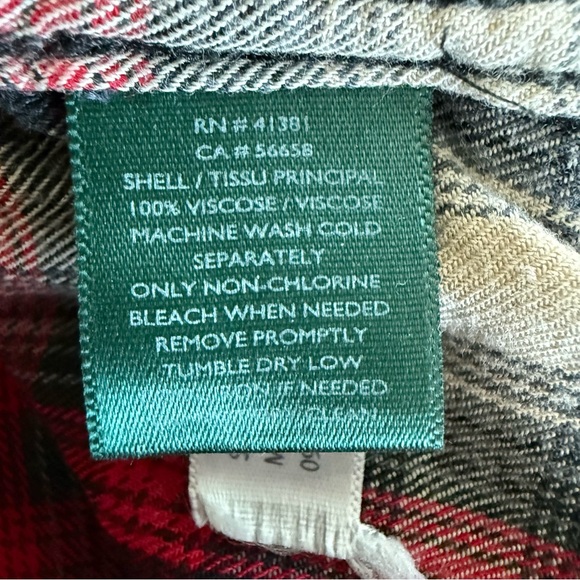 RN # 41381
CA # 56658
SHELL / TISSU PRINCIPAL
100% VISCOSE / VISCOSE
MACHINE WASH COLD
SEPARATELY
ONLY NON-CHLORINE
BLEACH WHEN NEEDED
REMOVE PROMPTLY
TUMBLE DRY LOW
IF NEEDED
CLEAN